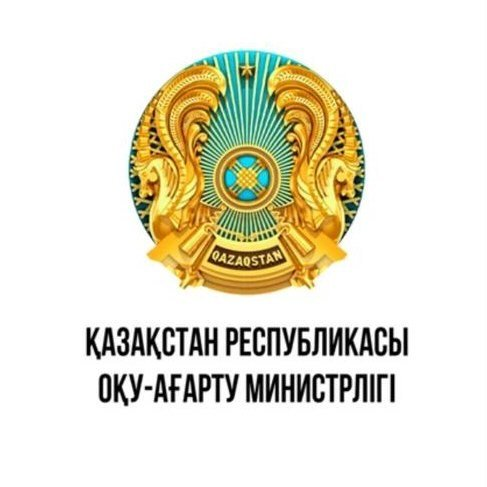 QAZAQSTAN
ҚАЗАҚСТАН РЕСПУБЛИКАСЫ
ОҚУ-АҒАРТУ МИНИСТРЛІГІ